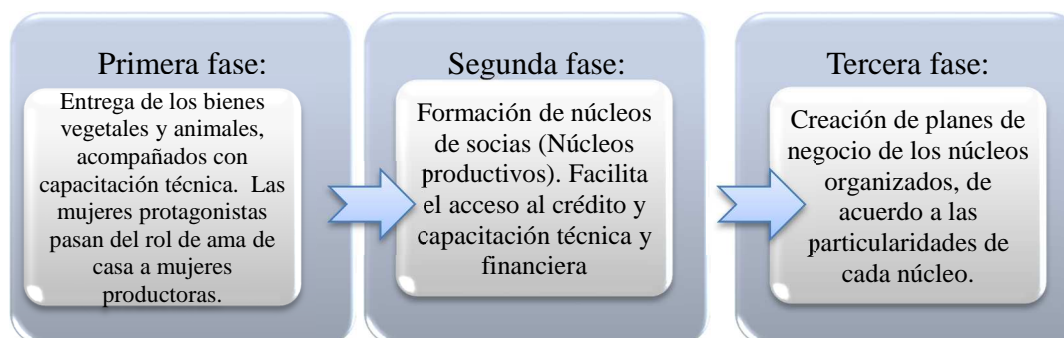 Primera fase:
Entrega de los bienes
vegetales y animales,
acompañados con
capacitación técnica. Las
mujeres protagonistas
pasan del rol de ama de
casa a mujeres
productoras.
Segunda fase:
Formación de núcleos
de socias (Núcleos
productivos). Facilita
el acceso al crédito y
capacitación técnica y
financiera
Tercera fase:
Creación de planes de
negocio de los núcleos
organizados, de
acuerdo a las
particularidades de
cada núcleo.